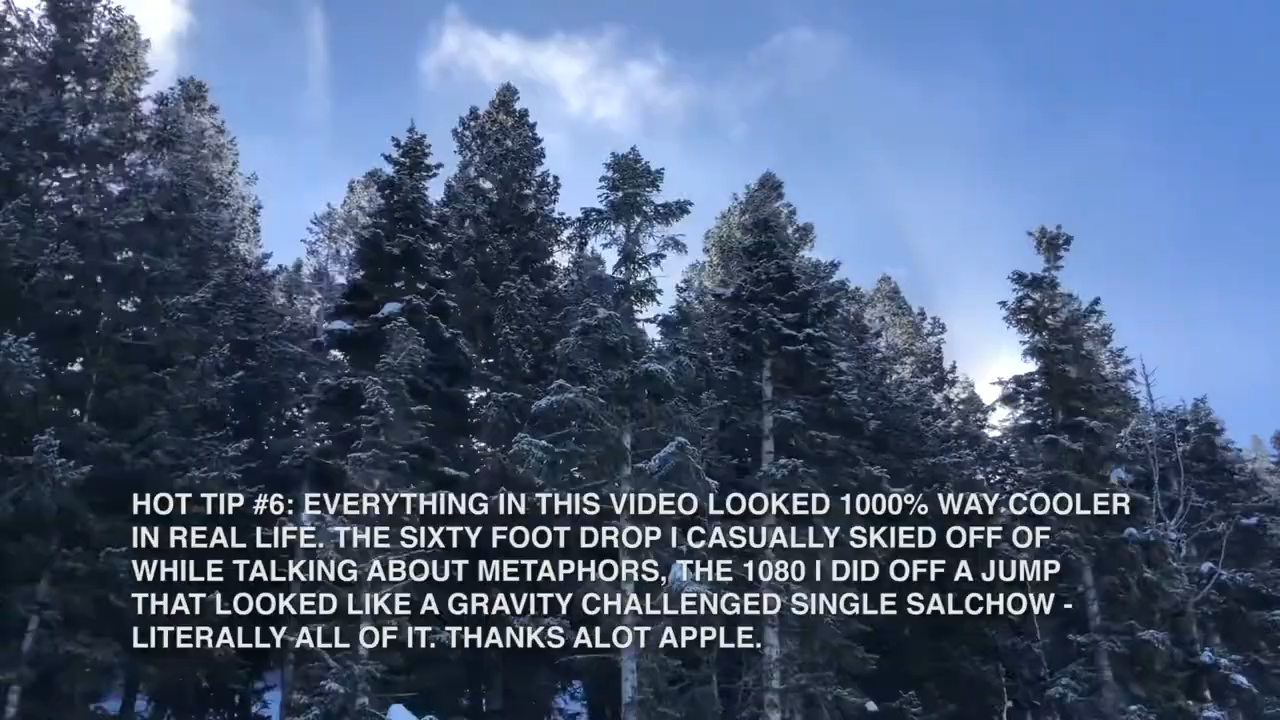 HOT TIP #6: EVERYTHING IN THIS VIDEO LOOKED 1000% WAY COOLER
IN REAL LIFE. THE SIXTY FOOT DROP I CASUALLY SKIED OFF OF
WHILE TALKING ABOUT METAPHORS, THE 1080 I DID OFF A JUMP
THAT LOOKED LIKE A GRAVITY CHALLENGED SINGLE SALCHOW -
LITERALLY ALL OF IT. THANKS ALOT APPLE.